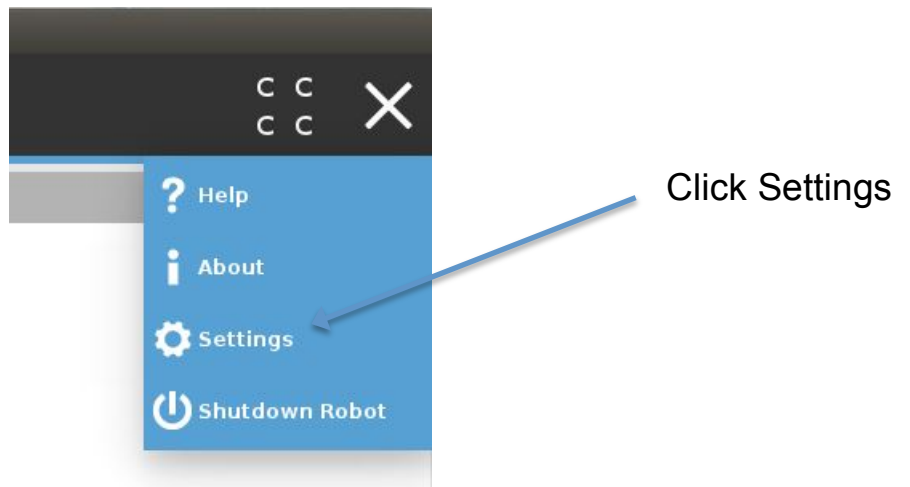 C C
C C
Help
Click Settings
About
Settings
Shutdown Robot